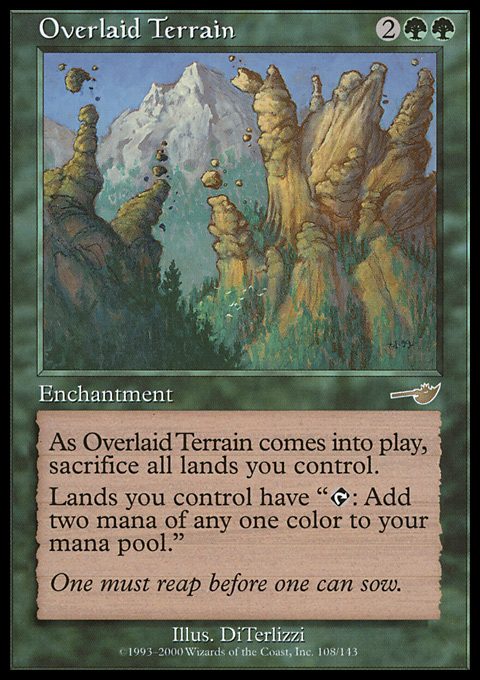 Overlaid Terrain 2
Enchantment
As Overlaid Terrain comes into play,
sacrifice all lands you control.
Lands you control have “: Add
two mana of any one color to your
mana pool.”
One must reap before one can sow.
Illus. DiTerlizzi
©1993–2000 Wizards of the Coast, Inc. 108/143